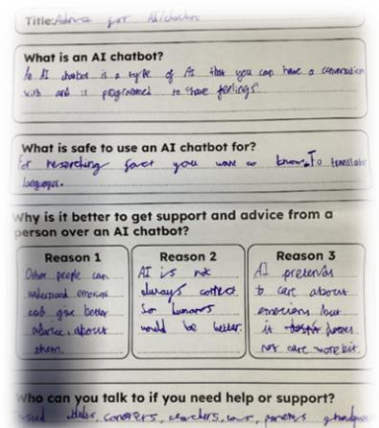 Title: Advice for AI chatbots
What is an AI chatbot?
An AI chatbot is a type of AI that you can have a conversation
with and it programmed to have feelings
What is safe to use an AI chatbot for?
For researching fact you want to know. To translate
languages.
Why is it better to get support and advice from a
person over an AI chatbot?
Reason 1
Other people can
understand emotions
and give better
advice about
them.
Reason 2
AI is not
always correct
So humans
would be better.
Reason 3
AI pretends
to care about
emotions but
it does
not care
Who can you talk to if you need help or support?
teachers, parents